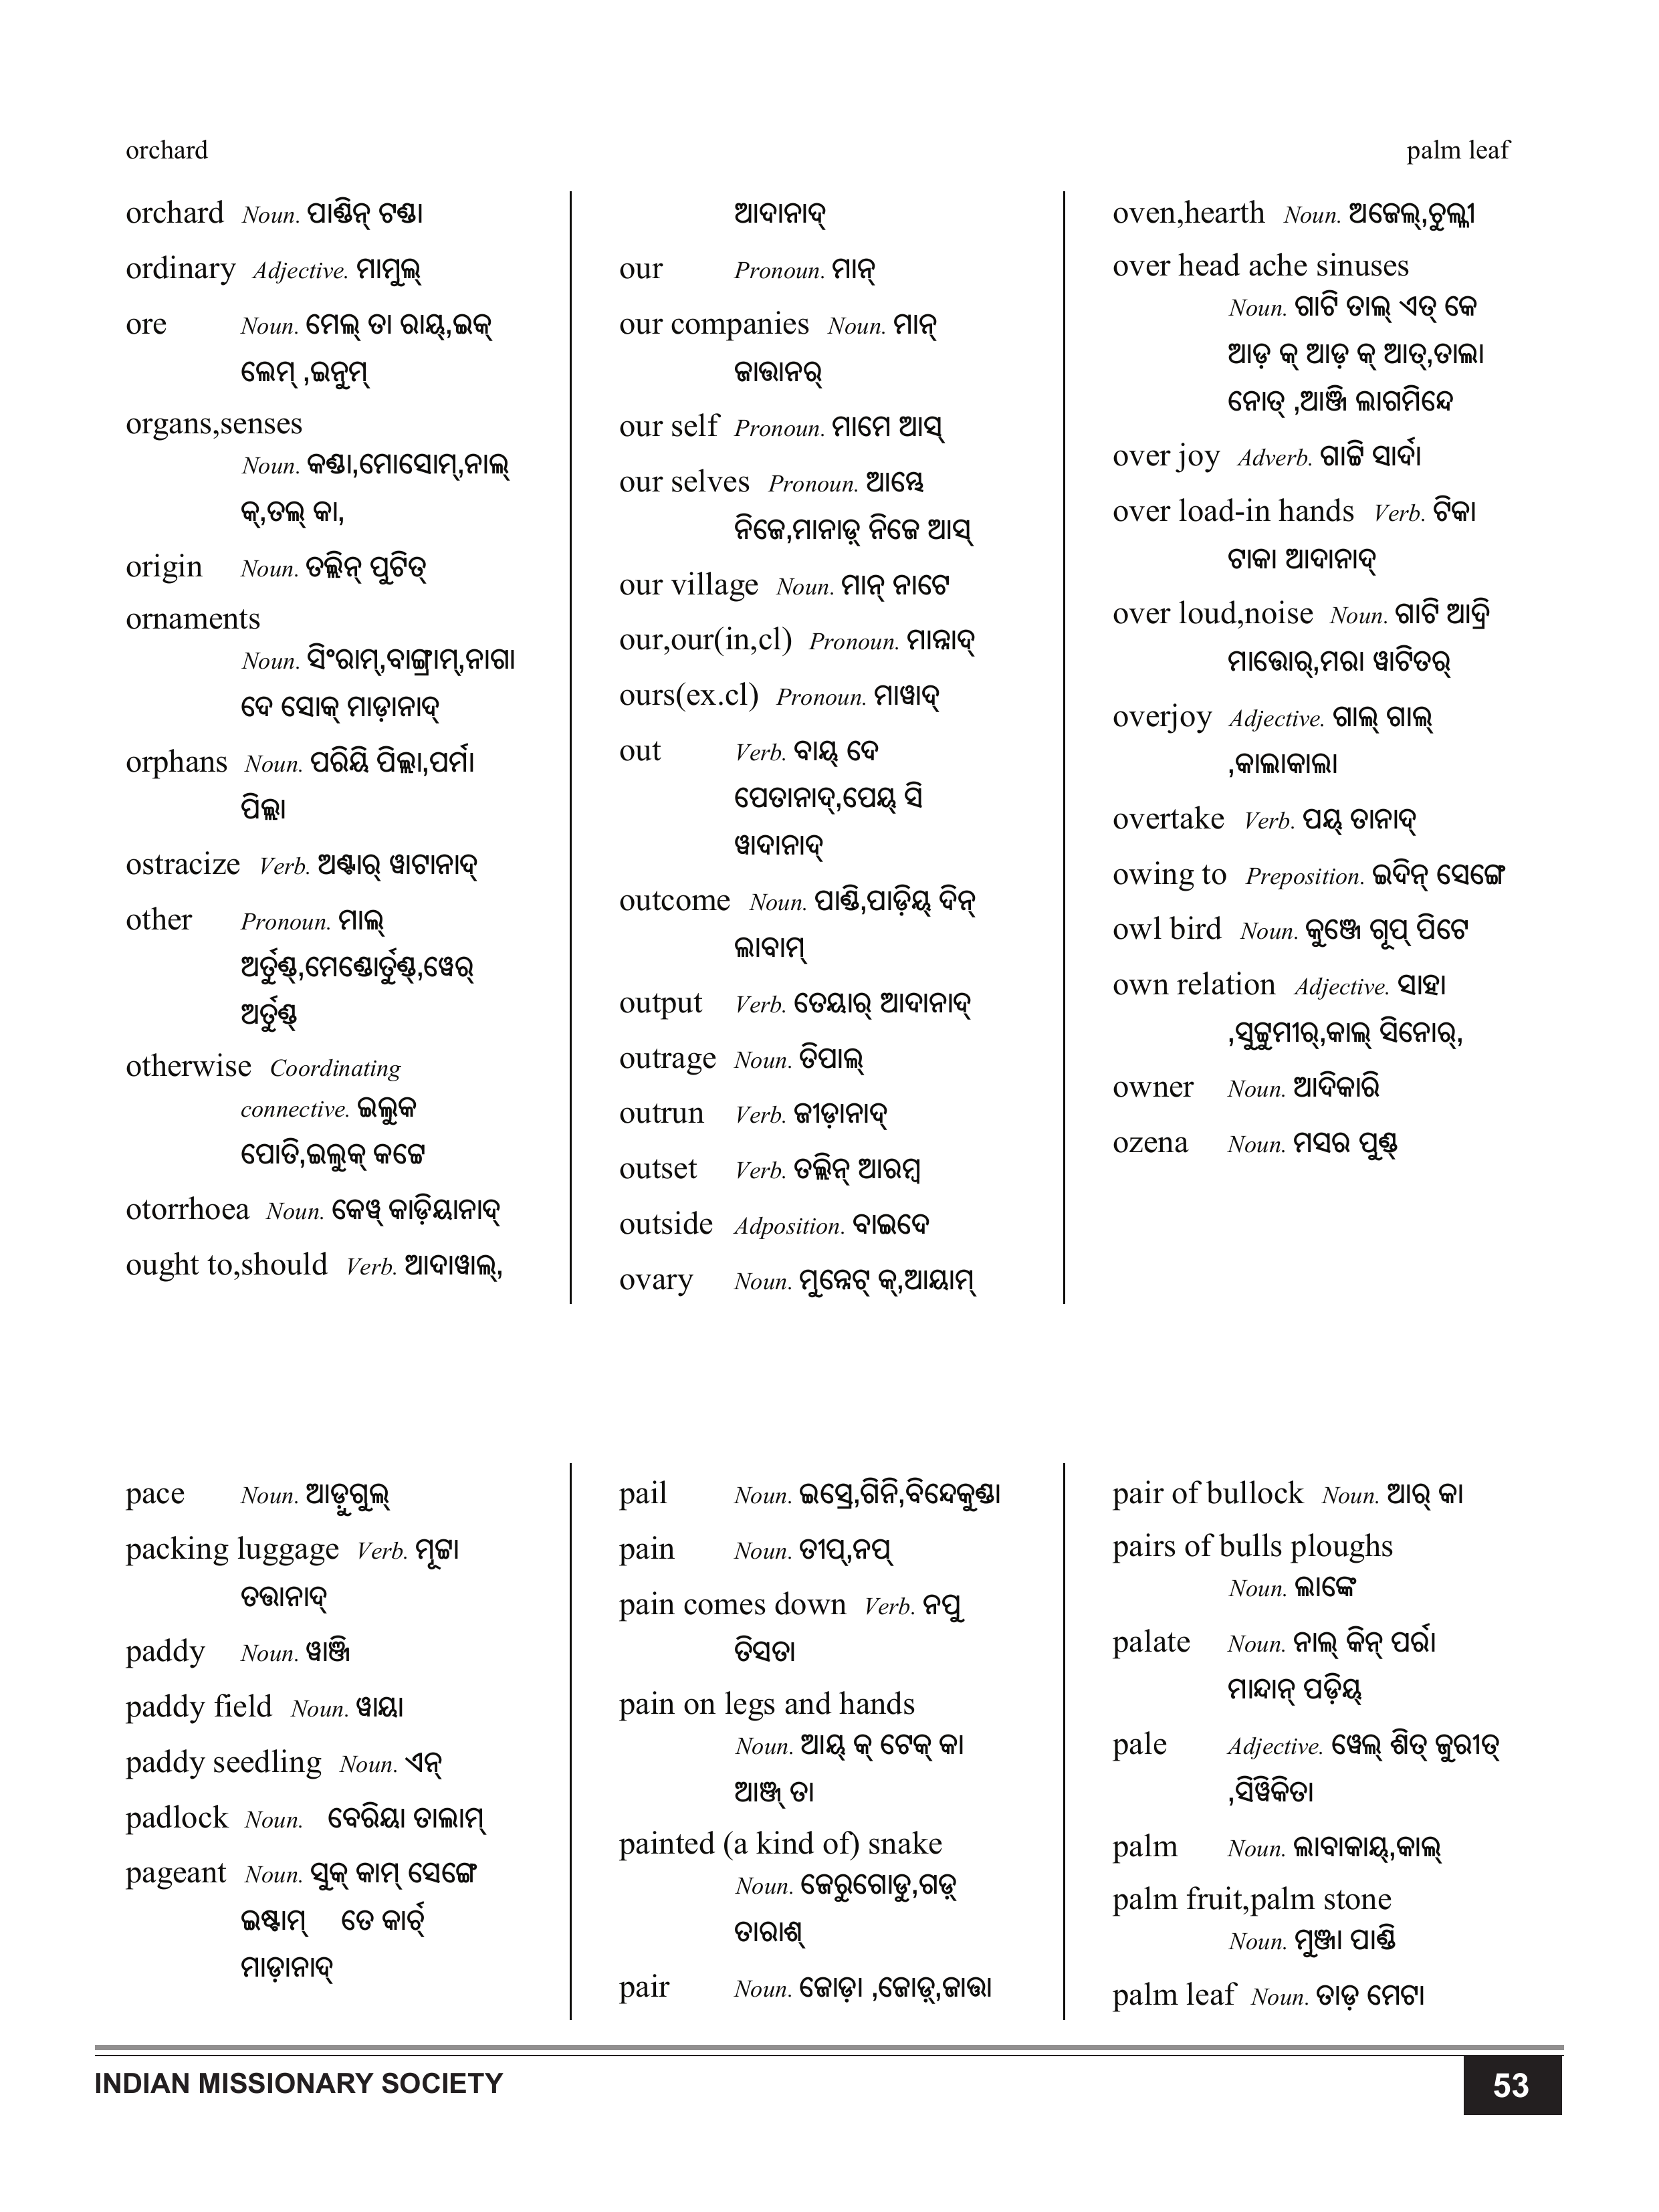 orchard
palm leaf
orchard Noun. ପାଣ୍ଡିନ୍ ଟଣ୍ଡା
ordinary Adjective. ମାମୁଲ୍
ore Noun. ମେଲ୍ ତା ରାୟ୍,ଇକ୍
ଲେମ୍ ,ଇନୁମ୍
organs,senses
Noun. କଣ୍ଡା,ମୋସୋମ୍,ନାଲ୍
କ୍,ତଲ୍ କା,
origin Noun. ତଲ୍ଲିନ୍ ପୁଟିତ୍
ornaments
Noun. ସିଂରାମ୍,ବାଙ୍ଗ୍ରାମ୍,ନାଗା
ଦେ ସୋକ୍ ମାଡ଼ାନାଦ୍
orphans Noun. ପରିୟି ପିଲ୍ଲା,ପର୍ମା
ପିଲ୍ଲା
ostracize Verb. ଅଣ୍ଟାର୍ ୱାଟାନାଦ୍
other Pronoun. ମାଲ୍
ଅର୍ତୁଣ୍ଡ୍,ମେଣ୍ଡୋର୍ତୁଣ୍ଡ୍,ୱେର୍
ଅର୍ତୁଣ୍ଡ୍
otherwise Coordinating
connective. ଇଲୁକ
ପୋତି,ଇଲୁକ୍ କଟ୍ଟେ
otorrhoea Noun. କେୱ୍ କାଡ଼ିୟାନାଦ୍
ought to,should Verb. ଆଦାୱାଲ୍,
ଆଦାନାଦ୍
our Pronoun. ମାନ୍
our companies Noun. ମାନ୍
ଜାତ୍ତାନର୍
our self Pronoun. ମାମେ ଆସ୍
our selves Pronoun. ଆମ୍ଭେ
ନିଜେ,ମାନାଡ଼୍ ନିଜେ ଆସ୍
our village Noun. ମାନ୍ ନାଟେ
our,our(in,cl) Pronoun. ମାନ୍ନାଦ୍
ours(ex.cl) Pronoun. ମାୱାଦ୍
out Verb. ବାୟ୍ ଦେ
ପେତାନାଦ୍,ପେୟ୍ ସି
ୱାଦାନାଦ୍
outcome Noun. ପାଣ୍ଡି,ପାଡ଼ିୟ୍ ଦିନ୍
ଲାବାମ୍
output Verb. ତେୟାର୍ ଆଦାନାଦ୍
outrage Noun. ତିପାଲ୍
outrun Verb. ଜୀଡ଼ାନାଦ୍
outset Verb. ତଲ୍ଲିନ୍ ଆରମ୍ବ
outside Adposition. ବାଇଦେ
ovary Noun. ମୁନ୍ନେଟ୍ କ୍,ଆୟାମ୍
oven,hearth Noun. ଅଜେଲ୍,ଚୁଲ୍ଳୀ
over head ache sinuses
Noun. ଗାଟି ତାଲ୍ ଏତ୍ କେ
ଆଡ଼ କ୍ ଆଡ଼ କ୍ ଆତ୍,ତାଲା
ନୋତ୍ ,ଆଞ୍ଜି ଲାଗମିନ୍ଦେ
over joy Adverb. ଗାଟ୍ଟି ସାର୍ଦା
over load-in hands Verb. ଟିକା
ଟାକା ଆଦାନାଦ୍
over loud,noise Noun. ଗାଟି ଆଦ୍ରି
ମାତ୍ତୋର୍,ମରା ୱାଟିତର୍
overjoy Adjective. ଗାଲ୍ ଗାଲ୍
,କାଲାକାଲା
overtake Verb. ପୟ୍ ତାନାଦ୍
owing to Preposition. ଇଦିନ୍ ସେଙ୍ଗେ
owl bird Noun. କୁଞ୍ଜେ ଗୂପ୍ ପିଟେ
own relation Adjective. ସାହା
,ସୁଟ୍ଟୁମୀର୍,କାଲ୍ ସିନୋର୍,
owner Noun. ଆଦିକାରି
ozena Noun. ମସର ପୁଣ୍ଡ୍
pace Noun. ଆଡ଼ୁଗୁଲ୍
packing luggage Verb. ମୂଟ୍ଟା
ତତ୍ତାନାଦ୍
paddy Noun. ୱାଞ୍ଜି
paddy field Noun. ୱାୟା
paddy seedling Noun. ଏନ୍
padlock Noun. ବେରିୟା ତାଲାମ୍
pageant Noun. ସୁକ୍ କାମ୍ ସେଙ୍ଗେ
ଇଷ୍ଟାମ୍ ତେ କାର୍ଚ୍
ମାଡ଼ାନାଦ୍
pail Noun. ଇସ୍ରେ,ଗିନି,ବିନ୍ଦେକୁଣ୍ଡା
pain Noun. ତୀପ୍,ନପ୍
pain comes down Verb. ନପୁ
ତିସତା
pain on legs and hands
Noun. ଆୟ୍ କ୍ ଟେକ୍ କା
ଆଞ୍ଜ୍ ତା
painted (a kind of) snake
Noun. ଜେରୁଗୋଡୁ,ଗଡ଼୍
ତାରାଶ୍
pair Noun. ଜୋଡ଼ା ,ଜୋଡ଼୍,ଜାତ୍ତା
pair of bullock Noun. ଆର୍ କା
pairs of bulls ploughs
Noun. ଲାଙ୍କେ
palate Noun. ନାଲ୍ କିନ୍ ପର୍ରା
ମାନ୍ଦାନ୍ ପଡ଼ିୟ୍
pale Adjective. ୱେଲ୍ ଶିତ୍ ଜୁରୀତ୍
,ସିୱିକିତା
palm Noun. ଲାବାକାୟ୍,କାଲ୍
palm fruit,palm stone
Noun. ମୁଞ୍ଜା ପାଣ୍ଡି
palm leaf Noun. ତାଡ଼ ମେଟା
INDIAN MISSIONARY SOCIETY
53